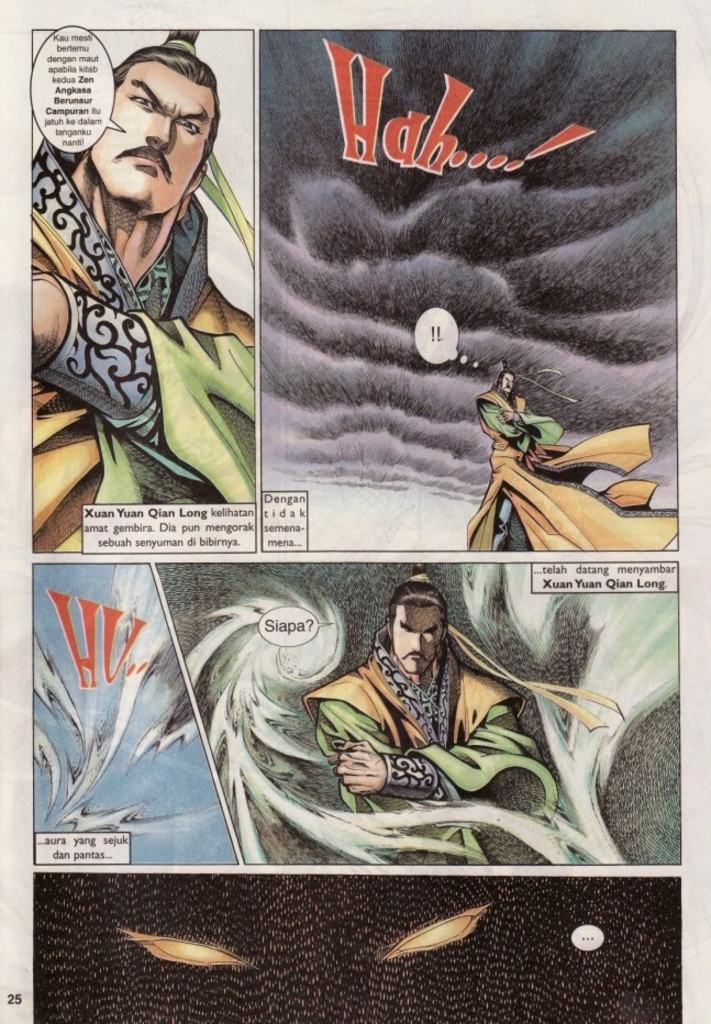 Kau mesti
bertemu
dengan maut
apabila kitab
kedua Zen
Angkasa
Berunsur
Campuran itu
jatuh ke dalam
tanganku
nanti!
Xuan Yuan Qian Long kelihatan
amat gembira. Dia pun mengorak
sebuah senyuman di bibirnya.
Hah.....!
!!
Dengan
tidak
semena-
mena...
HU..
...aura yang sejuk
dan pantas...
...telah datang menyambar
Xuan Yuan Qian Long.
Siapa?
...
25